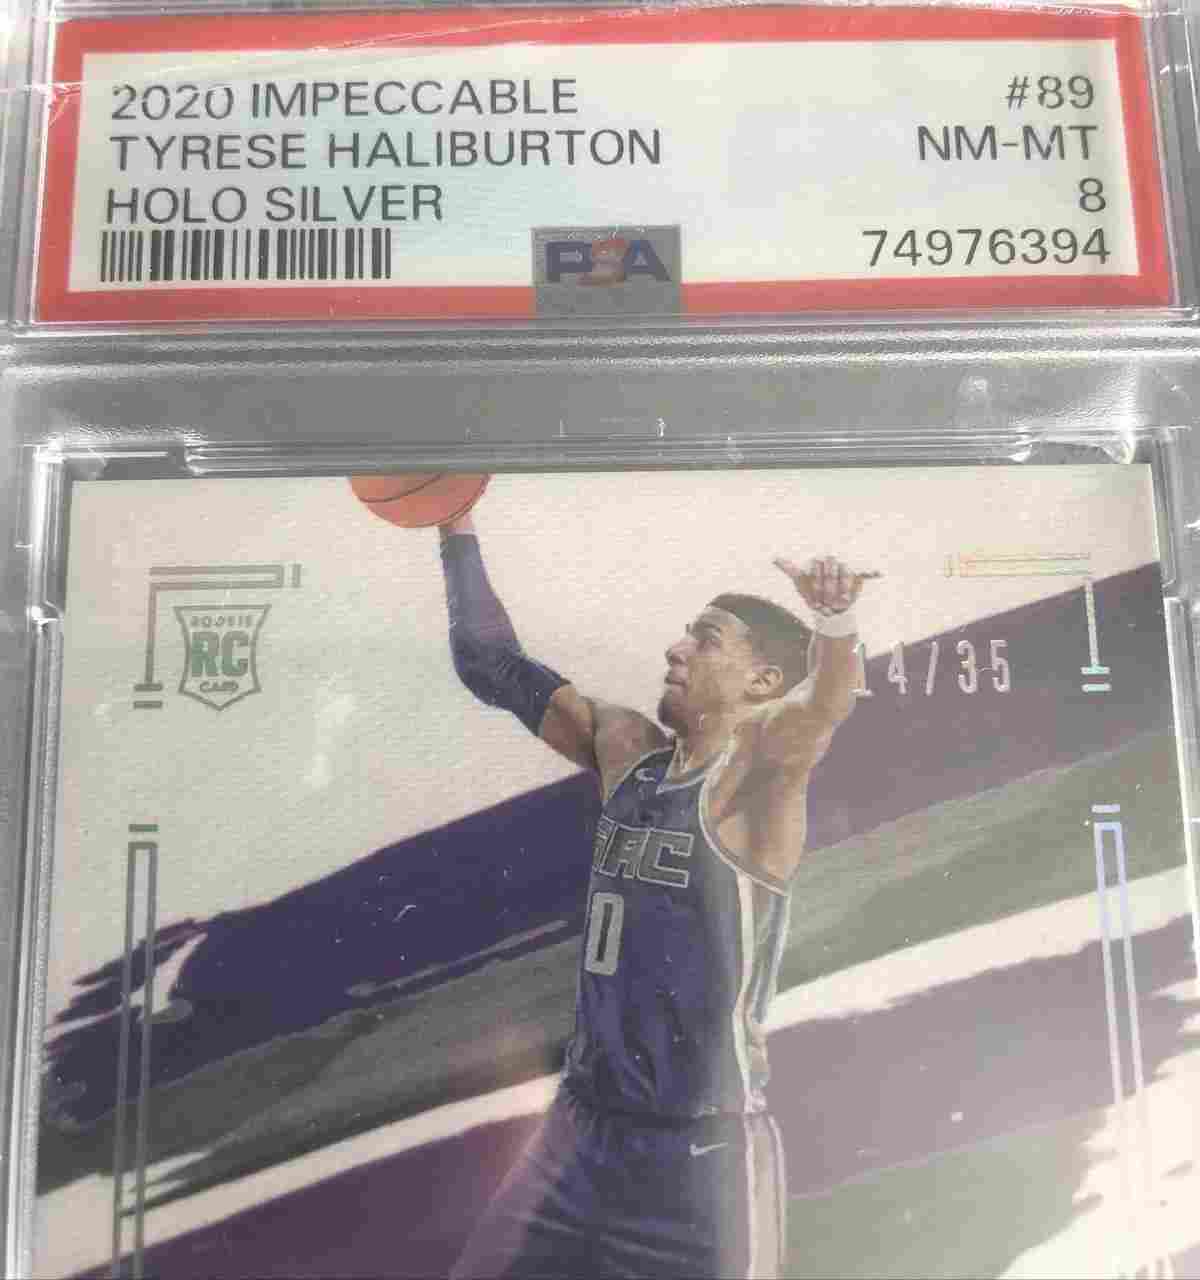 2020 IMPECCABLE #89
TYRESE HALIBURTON NM-MT
HOLO SILVER 8
PSA 74976394
ROOKIE
RC
CARD
14/35
SAC
0